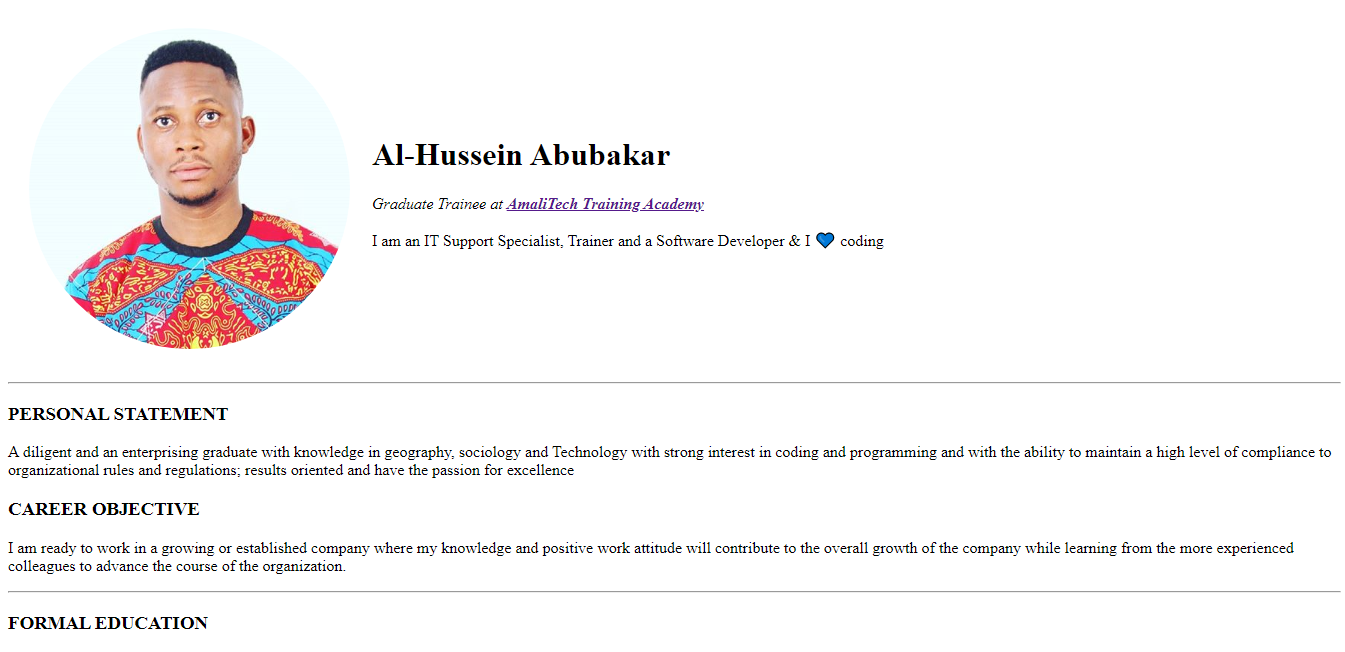 Al-Hussein Abubakar
Graduate Trainee at AmaliTech Training Academy
I am an IT Support Specialist, Trainer and a Software Developer & I 💙 coding
PERSONAL STATEMENT
A diligent and an enterprising graduate with knowledge in geography, sociology and Technology with strong interest in coding and programming and with the ability to maintain a high level of compliance to
organizational rules and regulations; results oriented and have the passion for excellence
CAREER OBJECTIVE
I am ready to work in a growing or established company where my knowledge and positive work attitude will contribute to the overall growth of the company while learning from the more experienced
colleagues to advance the course of the organization.
FORMAL EDUCATION